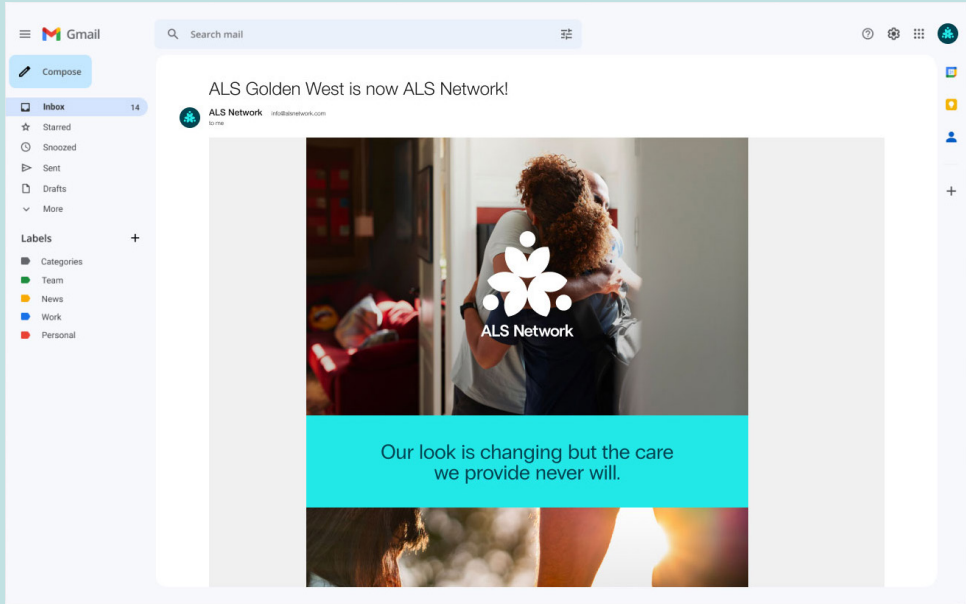 Gmail
Search mail
Compose
Inbox 14
Starred
Snoozed
Sent
Drafts
More
Labels +
Categories
Team
News
Work
Personal
ALS Golden West is now ALS Network!
ALS Network info@alsnetwork.com
to me
ALS Network
Our look is changing but the care
we provide never will.